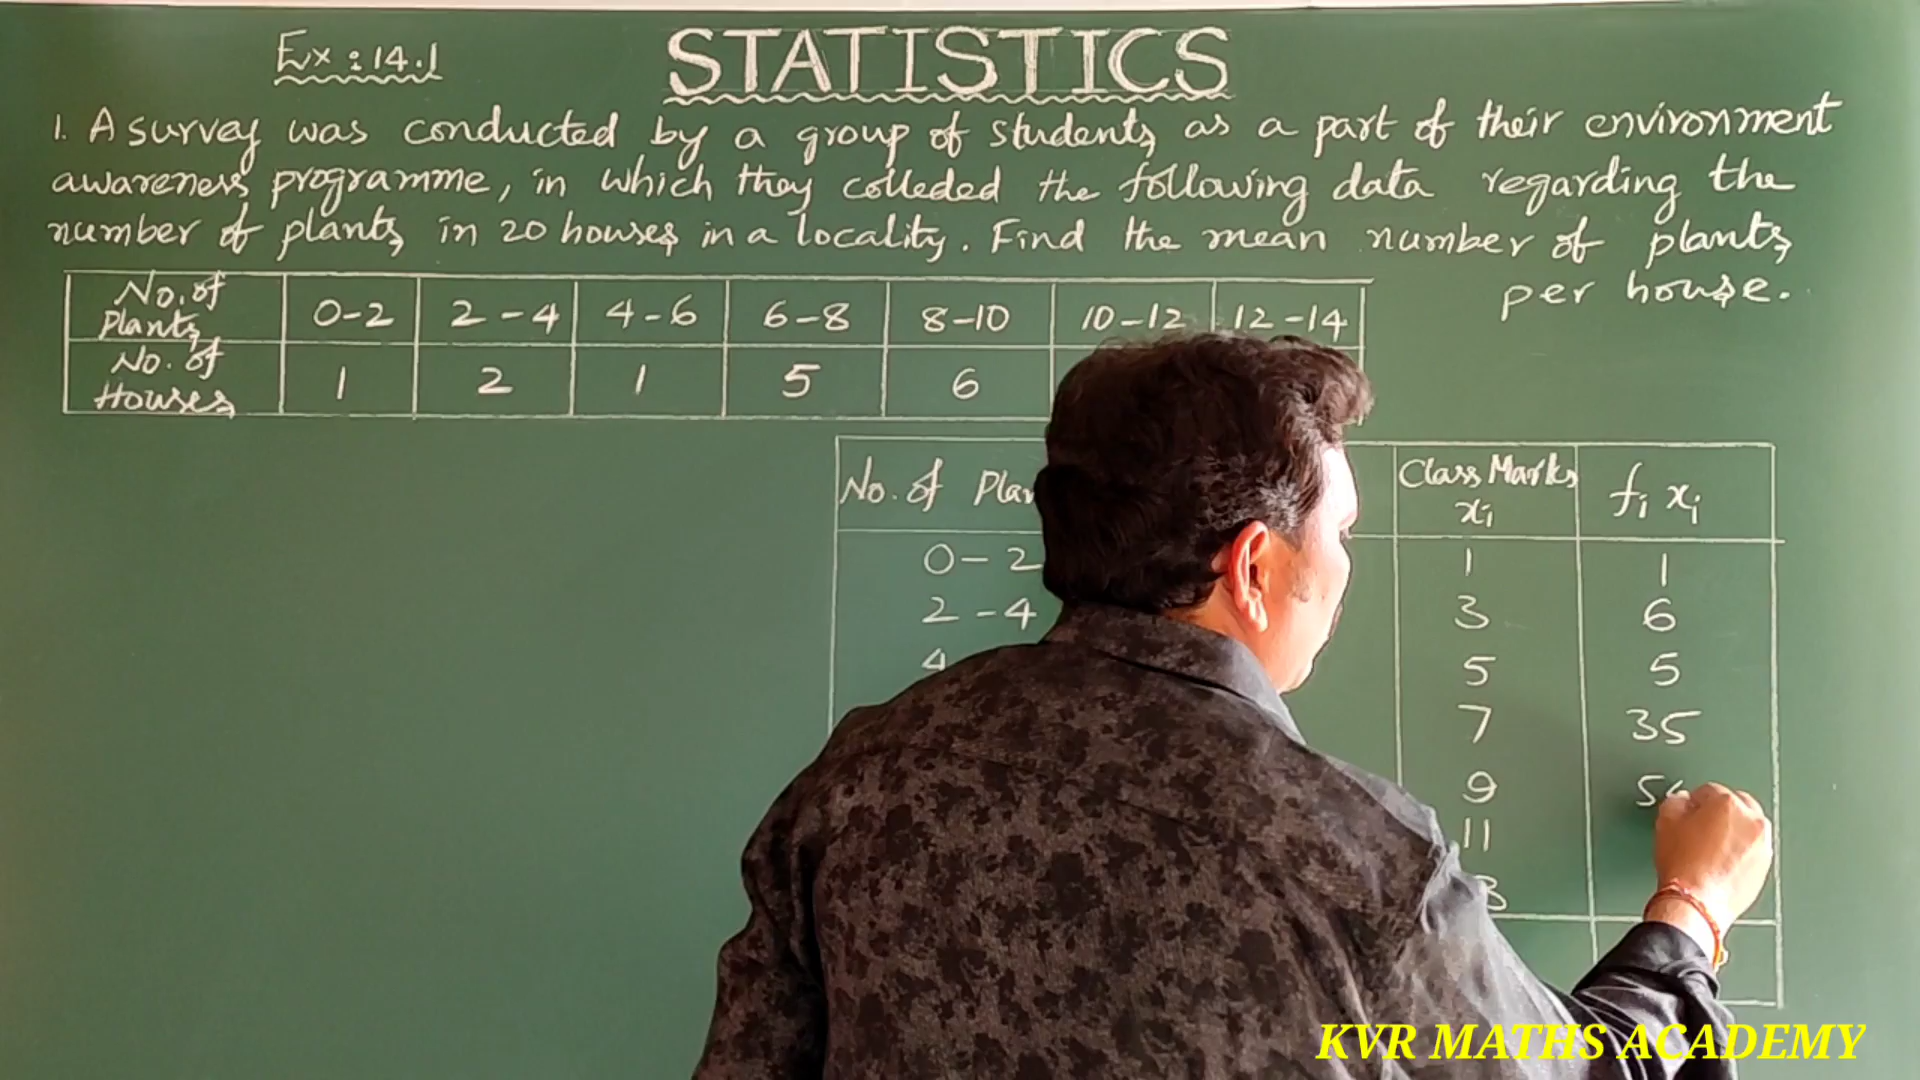 Ex : 14.1
STATISTICS
1. A survey was conducted by a group of students as a part of their environment
awareness programme, in which they collected the following data regarding the
number of plants in 20 houses in a locality. Find the mean number of plants
per house.
No. of Plants 0-2 2-4 4-6 6-8 8-10 10-12 12-14
No. of Houses 1 2 1 5 6
No. of Class Marks xi fi xi
0-2 1 1
2-4 3 6
4 5 5
7 35
9
11
KVR MATHS ACADEMY